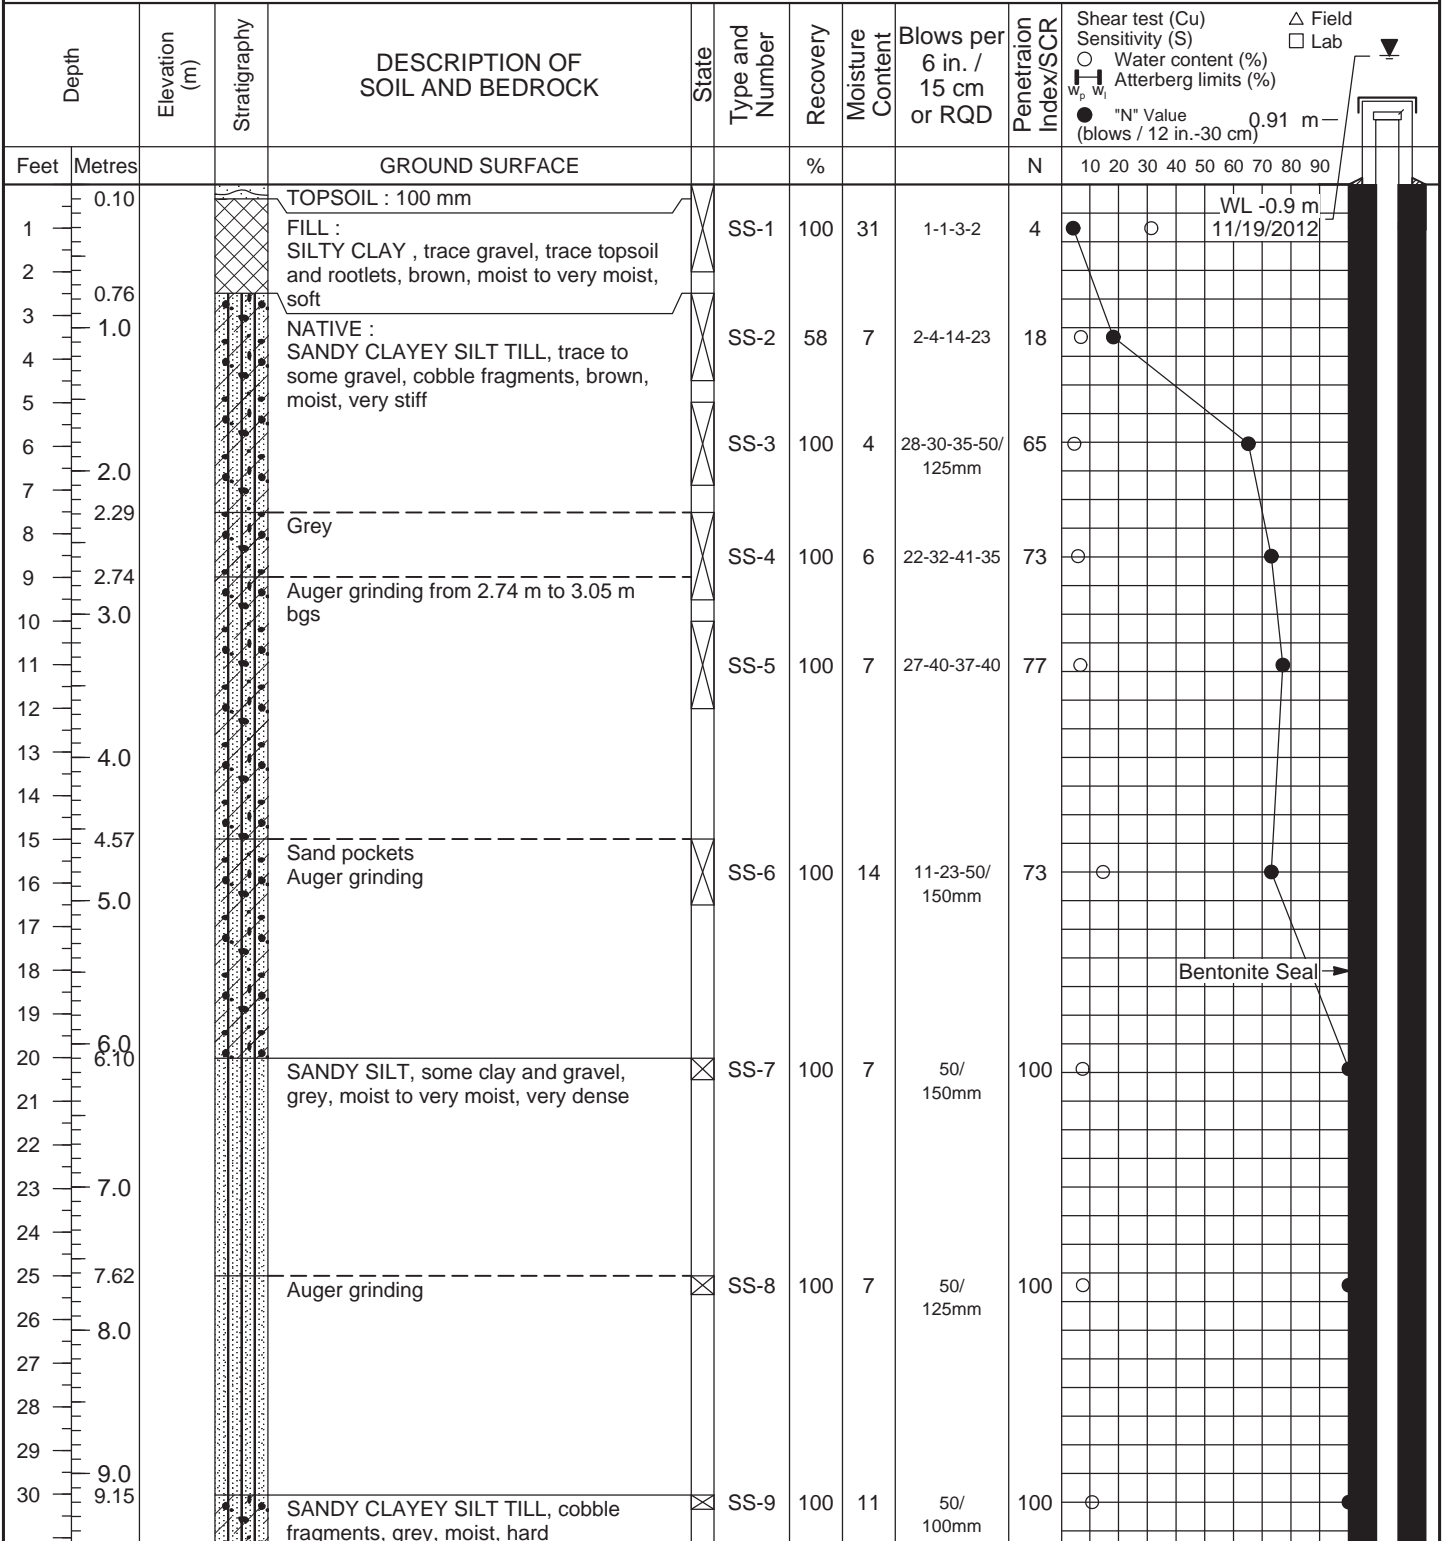 Depth
Elevation (m)
Stratigraphy
DESCRIPTION OF
SOIL AND BEDROCK
State
Type and Number
Recovery
Moisture Content
Blows per
6 in. /
15 cm
or RQD
Penetraion Index/SCR
Shear test (Cu) △ Field
Sensitivity (S) □ Lab
○ Water content (%)
Wp Wl Atterberg limits (%)
● "N" Value 0.91 m
(blows / 12 in.-30 cm)
Feet Metres GROUND SURFACE % N 10 20 30 40 50 60 70 80 90
0.10 TOPSOIL : 100 mm WL -0.9 m
1 FILL : SS-1 100 31 1-1-3-2 4 11/19/2012
SILTY CLAY , trace gravel, trace topsoil
2 and rootlets, brown, moist to very moist,
0.76 soft
3 1.0 NATIVE : SS-2 58 7 2-4-14-23 18
SANDY CLAYEY SILT TILL, trace to
4 some gravel, cobble fragments, brown,
5 moist, very stiff
6 SS-3 100 4 28-30-35-50/ 65
2.0 125mm
7
2.29 Grey
8 SS-4 100 6 22-32-41-35 73
9 2.74
Auger grinding from 2.74 m to 3.05 m
10 3.0 bgs
11 SS-5 100 7 27-40-37-40 77
12
13 4.0
14
15 4.57
Sand pockets
16 Auger grinding SS-6 100 14 11-23-50/ 73
5.0 150mm
17
18 Bentonite Seal
19
6.0
20 6.10
SANDY SILT, some clay and gravel, SS-7 100 7 50/ 100
21 grey, moist to very moist, very dense 150mm
22
23 7.0
24
25 7.62
Auger grinding SS-8 100 7 50/ 100
26 125mm
8.0
27
28
29
9.0
30 9.15
SANDY CLAYEY SILT TILL, cobble SS-9 100 11 50/ 100
fragments, grey, moist, hard 100mm